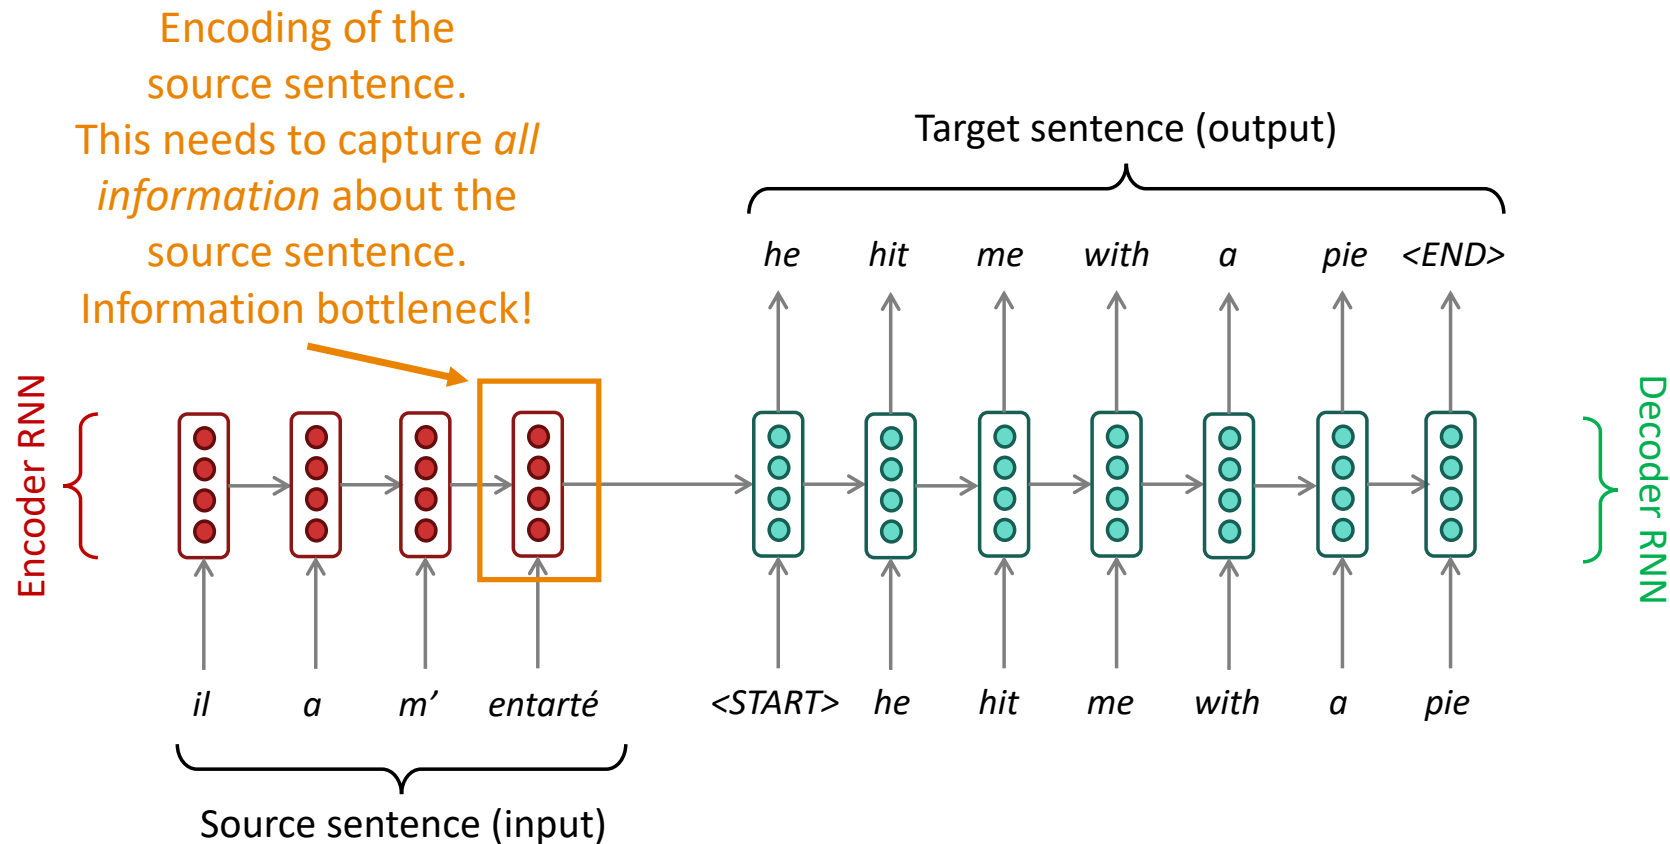 Encoding of the
source sentence.
This needs to capture all
information about the
source sentence.
Information bottleneck!
Target sentence (output)
he hit me with a pie <END>
Encoder RNN
Decoder RNN
il a m’ entarté <START> he hit me with a pie
Source sentence (input)